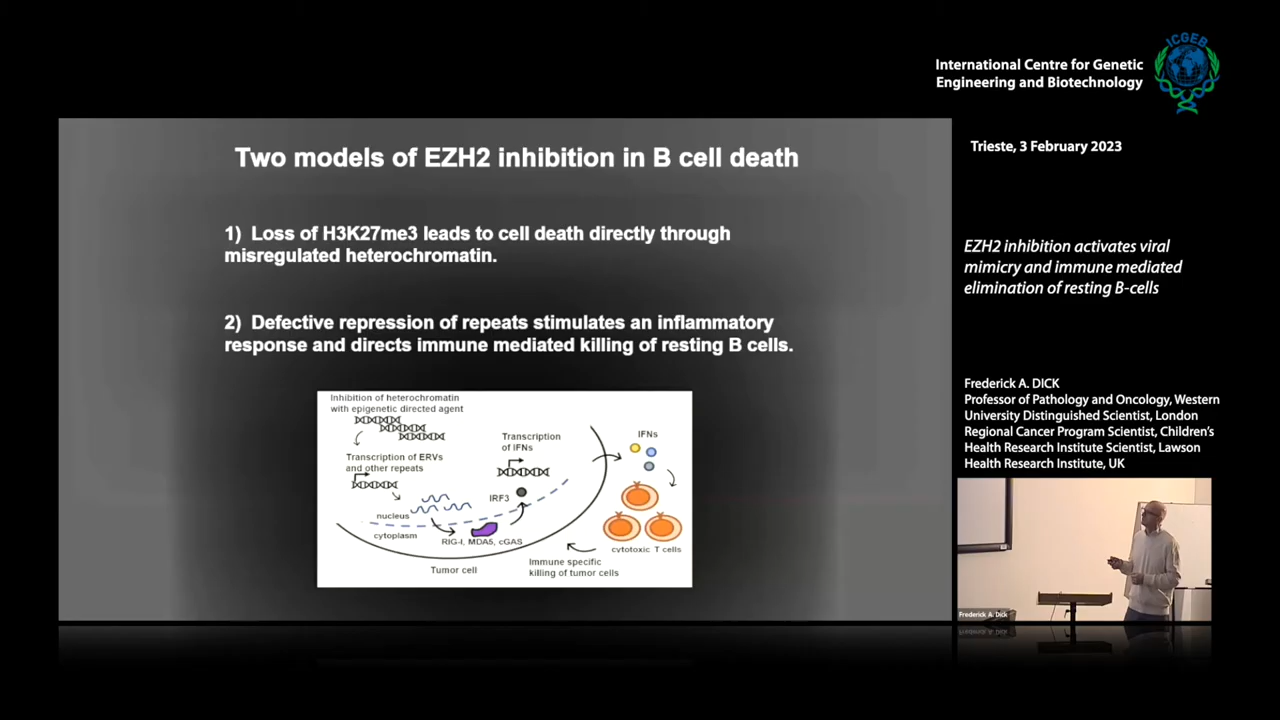 ICGEB
International Centre for Genetic
Engineering and Biotechnology
Trieste, 3 February 2023
Two models of EZH2 inhibition in B cell death
1) Loss of H3K27me3 leads to cell death directly through
misregulated heterochromatin.
2) Defective repression of repeats stimulates an inflammatory
response and directs immune mediated killing of resting B cells.
Inhibition of heterochromatin
with epigenetic directed agent
Transcription of ERVs
and other repeats
nucleus
cytoplasm
Transcription
of IFNs
IRF3
RIG-I, MDA5, cGAS
Tumor cell
IFNs
cytotoxic T cells
Immune specific
killing of tumor cells
EZH2 inhibition activates viral
mimicry and immune mediated
elimination of resting B-cells
Frederick A. DICK
Professor of Pathology and Oncology, Western
University Distinguished Scientist, London
Regional Cancer Program Scientist, Children's
Health Research Institute Scientist, Lawson
Health Research Institute, UK
Frederick A. Dick